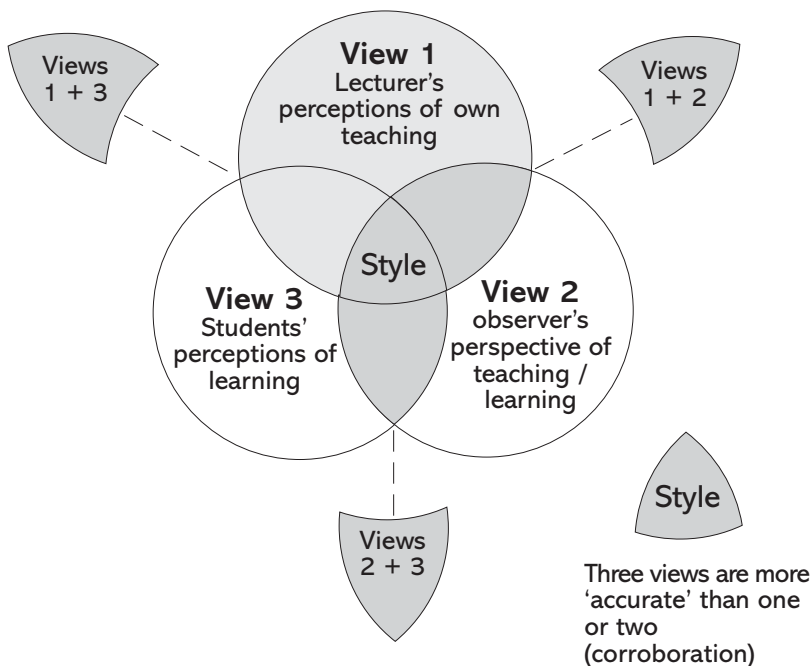 Views
1 + 3
View 1
Lecturer's
perceptions of own
teaching
Views
1 + 2
Style
View 3
Students'
perceptions of
learning
View 2
observer's
perspective of
teaching /
learning
Views
2 + 3
Style
Three views are more
‘accurate’ than one
or two
(corroboration)